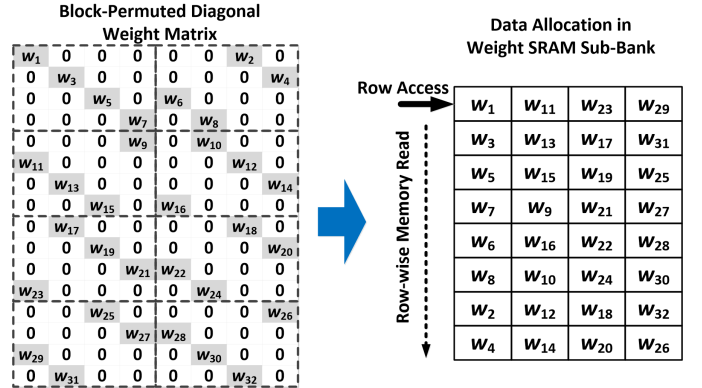 Block-Permuted Diagonal
Weight Matrix
w1 0 0 0 0 0 w2 0
0 w3 0 0 0 0 0 w4
0 0 w5 0 w6 0 0 0
0 0 0 w7 0 w8 0 0
0 0 0 w9 0 w10 0 0
w11 0 0 0 0 0 w12 0
0 w13 0 0 0 0 0 w14
0 0 w15 0 w16 0 0 0
0 w17 0 0 0 0 w18 0
0 0 w19 0 0 0 0 w20
0 0 0 w21 w22 0 0 0
w23 0 0 0 0 w24 0 0
0 0 w25 0 0 0 0 w26
0 0 0 w27 w28 0 0 0
w29 0 0 0 0 w30 0 0
0 w31 0 0 0 0 w32 0
Data Allocation in
Weight SRAM Sub-Bank
Row Access
Row-wise Memory Read
w1 w11 w23 w29
w3 w13 w17 w31
w5 w15 w19 w25
w7 w9 w21 w27
w6 w16 w22 w28
w8 w10 w24 w30
w2 w12 w18 w32
w4 w14 w20 w26